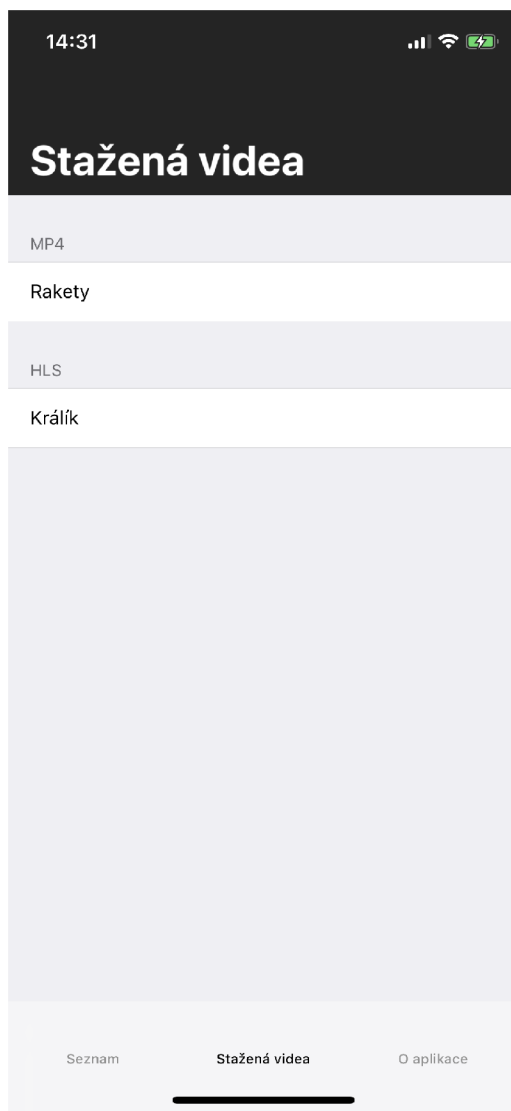 14:31
Stažená videa
MP4
Rakety
HLS
Králík
Seznam Stažená videa O aplikace